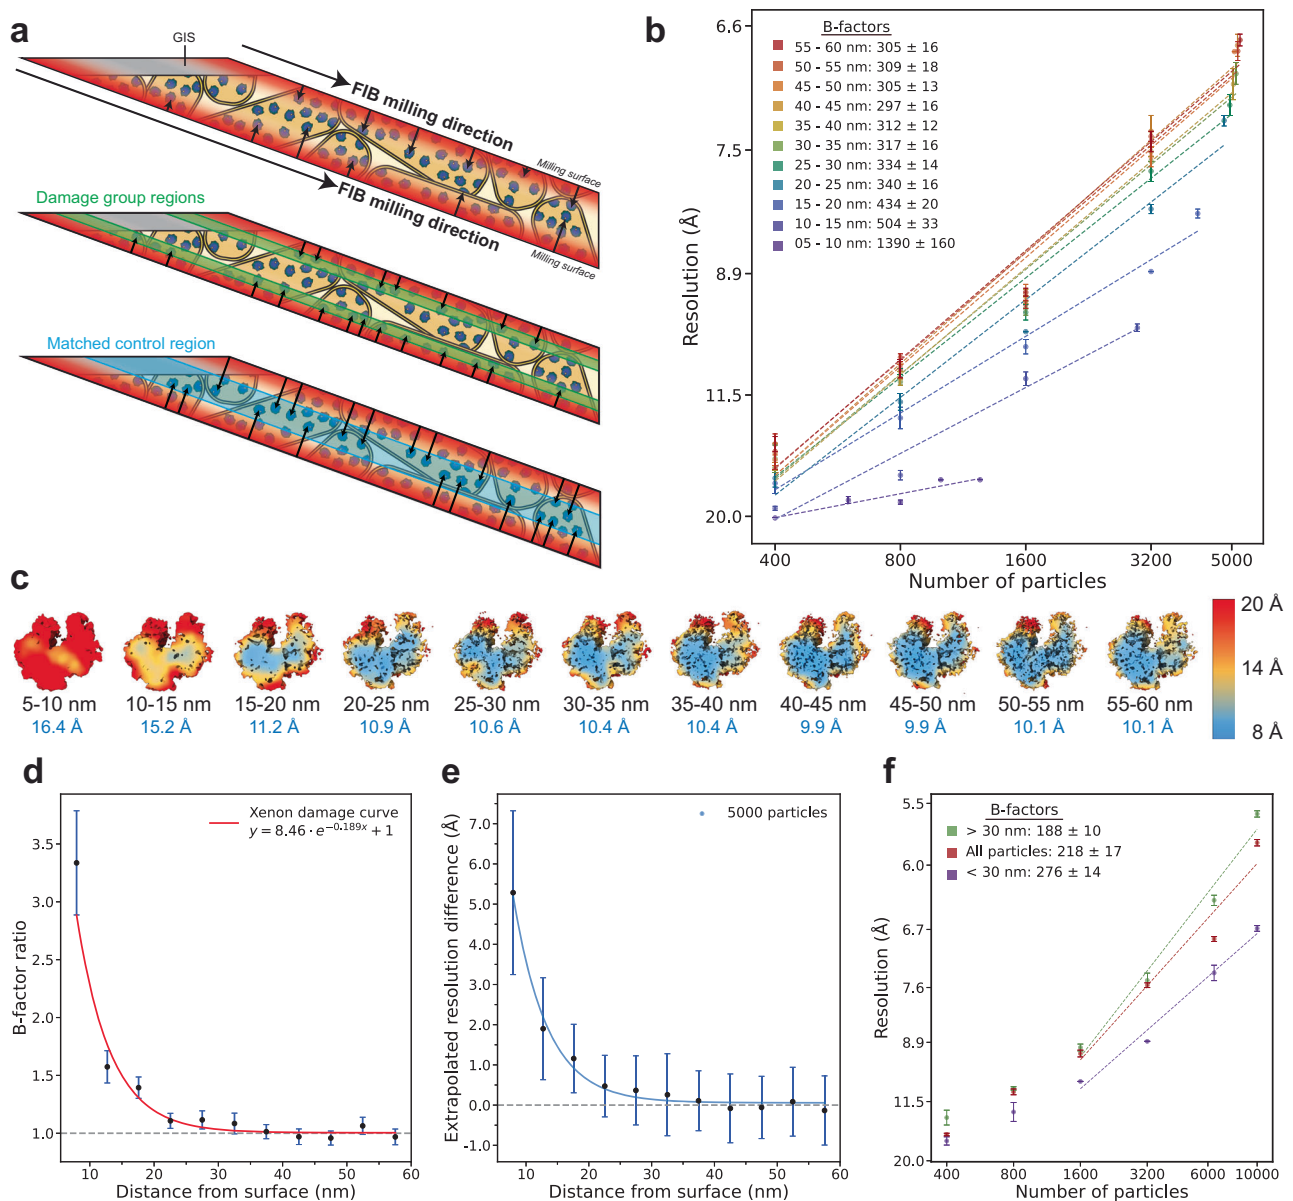 a
GIS
FIB milling direction
FIB milling direction
Milling surface
Milling surface
Damage group regions
Matched control region
b
B-factors
55 - 60 nm: 305 ± 16
50 - 55 nm: 309 ± 18
45 - 50 nm: 305 ± 13
40 - 45 nm: 297 ± 16
35 - 40 nm: 312 ± 12
30 - 35 nm: 317 ± 16
25 - 30 nm: 334 ± 14
20 - 25 nm: 340 ± 16
15 - 20 nm: 434 ± 20
10 - 15 nm: 504 ± 33
05 - 10 nm: 1390 ± 160
Resolution (Å)
6.6
7.5
8.9
11.5
20.0
400 800 1600 3200 5000
Number of particles
c
5-10 nm 10-15 nm 15-20 nm 20-25 nm 25-30 nm 30-35 nm 35-40 nm 40-45 nm 45-50 nm 50-55 nm 55-60 nm
16.4 Å 15.2 Å 11.2 Å 10.9 Å 10.6 Å 10.4 Å 10.4 Å 9.9 Å 9.9 Å 10.1 Å 10.1 Å
20 Å
14 Å
8 Å
d
Xenon damage curve
y = 8.46 · e^{−0.189x} + 1
B-factor ratio
3.5
3.0
2.5
2.0
1.5
1.0
10 20 30 40 50 60
Distance from surface (nm)
e
5000 particles
Extrapolated resolution difference (Å)
7.0
6.0
5.0
4.0
3.0
2.0
1.0
0.0
-1.0
10 20 30 40 50 60
Distance from surface (nm)
f
B-factors
> 30 nm: 188 ± 10
All particles: 218 ± 17
< 30 nm: 276 ± 14
Resolution (Å)
5.5
6.0
6.7
7.6
8.9
11.5
20.0
400 800 1600 3200 6000 10000
Number of particles